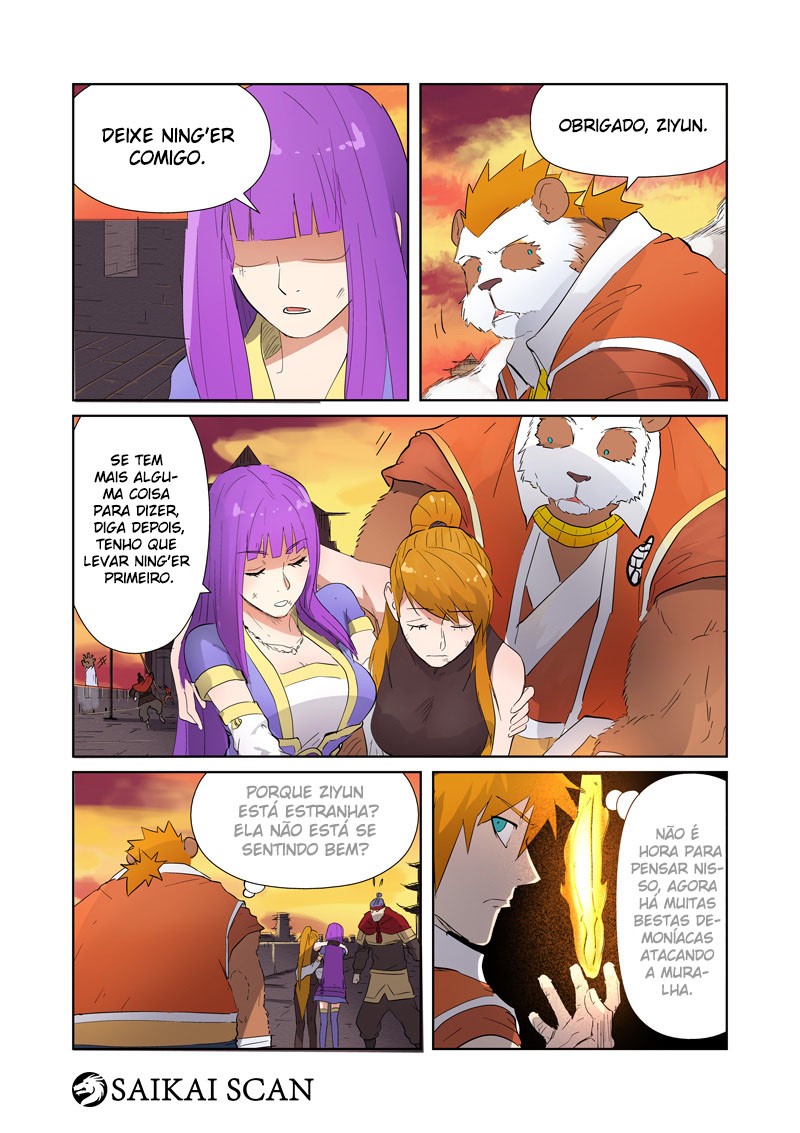 DEIXE NING'ER
COMIGO.
OBRIGADO, ZIYUN.
SE TEM
MAIS ALGU-
MA COISA
PARA DIZER,
DIGA DEPOIS,
TENHO QUE
LEVAR NING'ER
PRIMEIRO.
PORQUE ZIYUN
ESTÁ ESTRANHA?
ELA NÃO ESTÁ SE
SENTINDO BEM?
NÃO É
HORA PARA
PENSAR NIS-
SO, AGORA
HÁ MUITAS
BESTAS DE-
MONÍACAS
ATACANDO
A MURA-
LHA.
SAIKAI SCAN